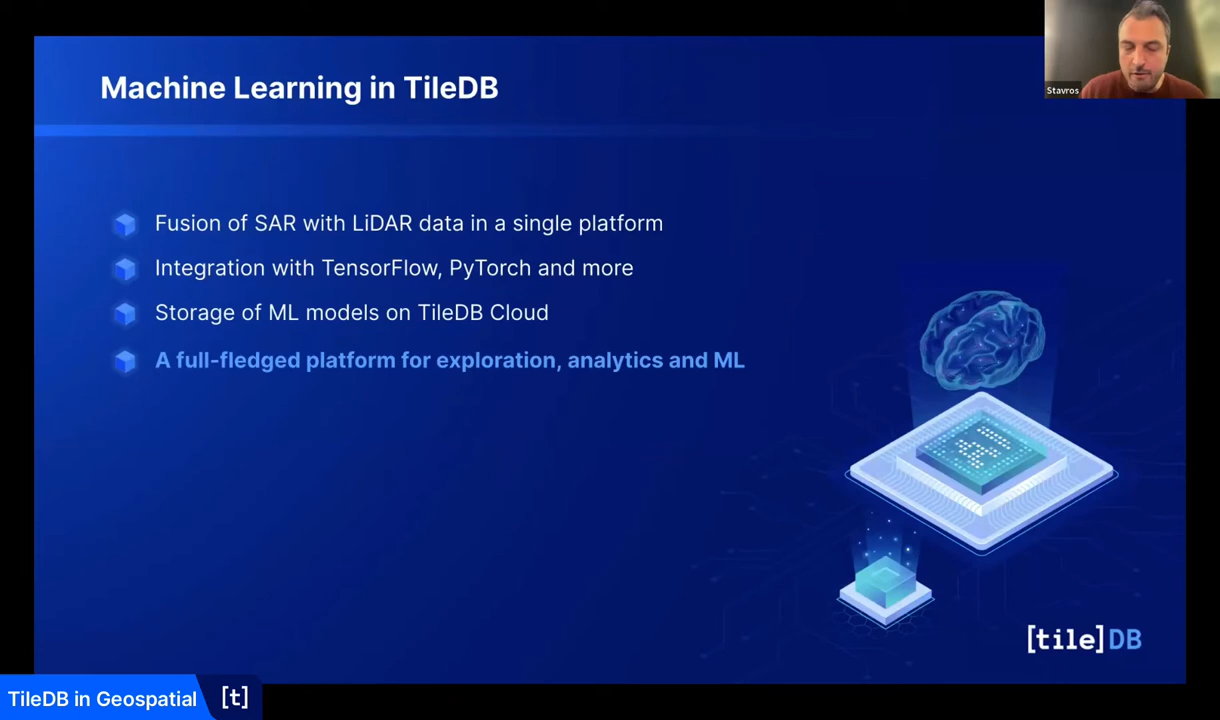 Machine Learning in TileDB
Stavros
Fusion of SAR with LiDAR data in a single platform
Integration with TensorFlow, PyTorch and more
Storage of ML models on TileDB Cloud
A full-fledged platform for exploration, analytics and ML
[tile]DB
TileDB in Geospatial [t]